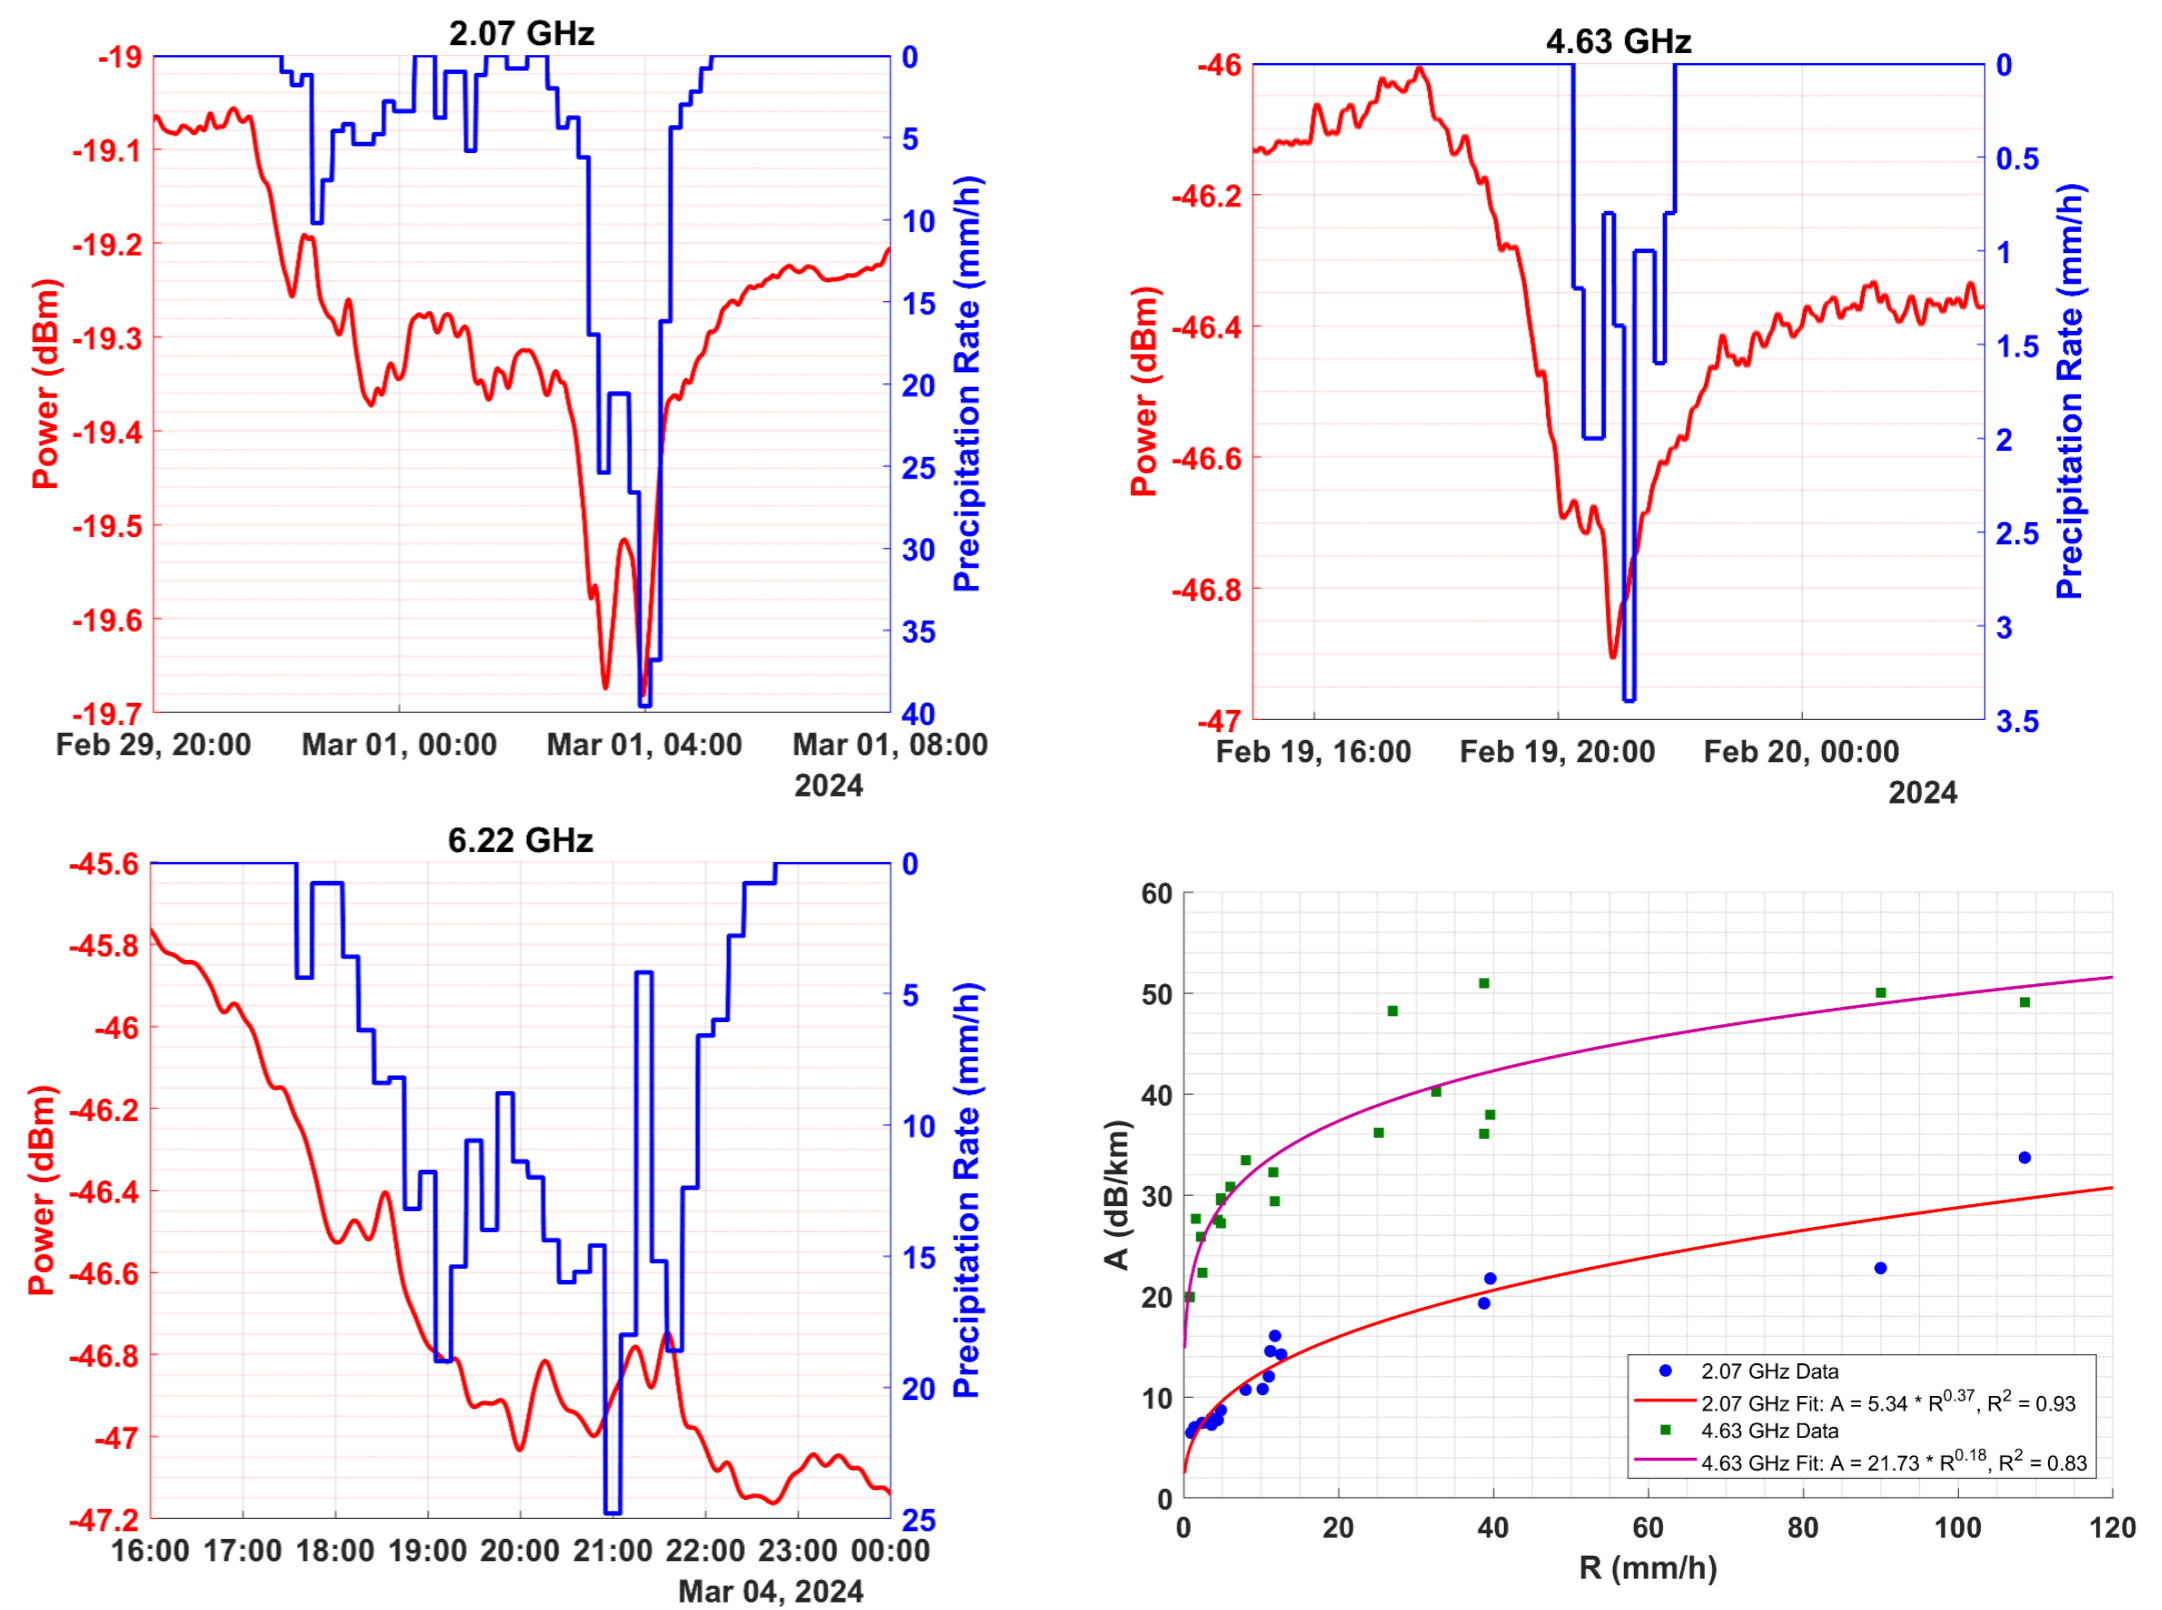 2.07 GHz
-19
-19.1
-19.2
-19.3
-19.4
-19.5
-19.6
-19.7
Power (dBm)
0
5
10
15
20
25
30
35
40
Precipitation Rate (mm/h)
Feb 29, 20:00
Mar 01, 00:00
Mar 01, 04:00
Mar 01, 08:00
2024
4.63 GHz
-46
-46.2
-46.4
-46.6
-46.8
-47
Power (dBm)
0
0.5
1
1.5
2
2.5
3
3.5
Precipitation Rate (mm/h)
Feb 19, 16:00
Feb 19, 20:00
Feb 20, 00:00
2024
6.22 GHz
-45.6
-45.8
-46
-46.2
-46.4
-46.6
-46.8
-47
-47.2
Power (dBm)
0
5
10
15
20
25
Precipitation Rate (mm/h)
16:00 17:00 18:00 19:00 20:00 21:00 22:00 23:00 00:00
Mar 04, 2024
60
50
40
30
20
10
0
A (dB/km)
2.07 GHz Data
2.07 GHz Fit: A = 5.34 * R^0.37, R^2 = 0.93
4.63 GHz Data
4.63 GHz Fit: A = 21.73 * R^0.18, R^2 = 0.83
0 20 40 60 80 100 120
R (mm/h)